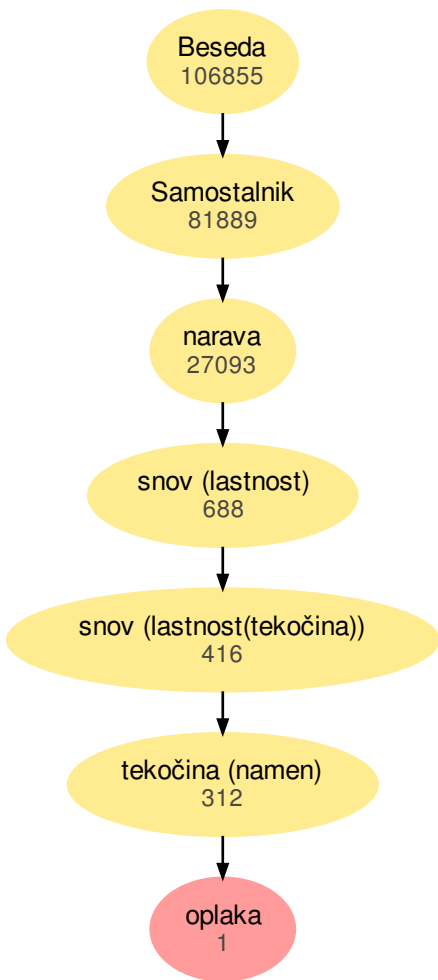 Beseda
106855
Samostalnik
81889
narava
27093
snov (lastnost)
688
snov (lastnost(tekočina))
416
tekočina (namen)
312
oplaka
1